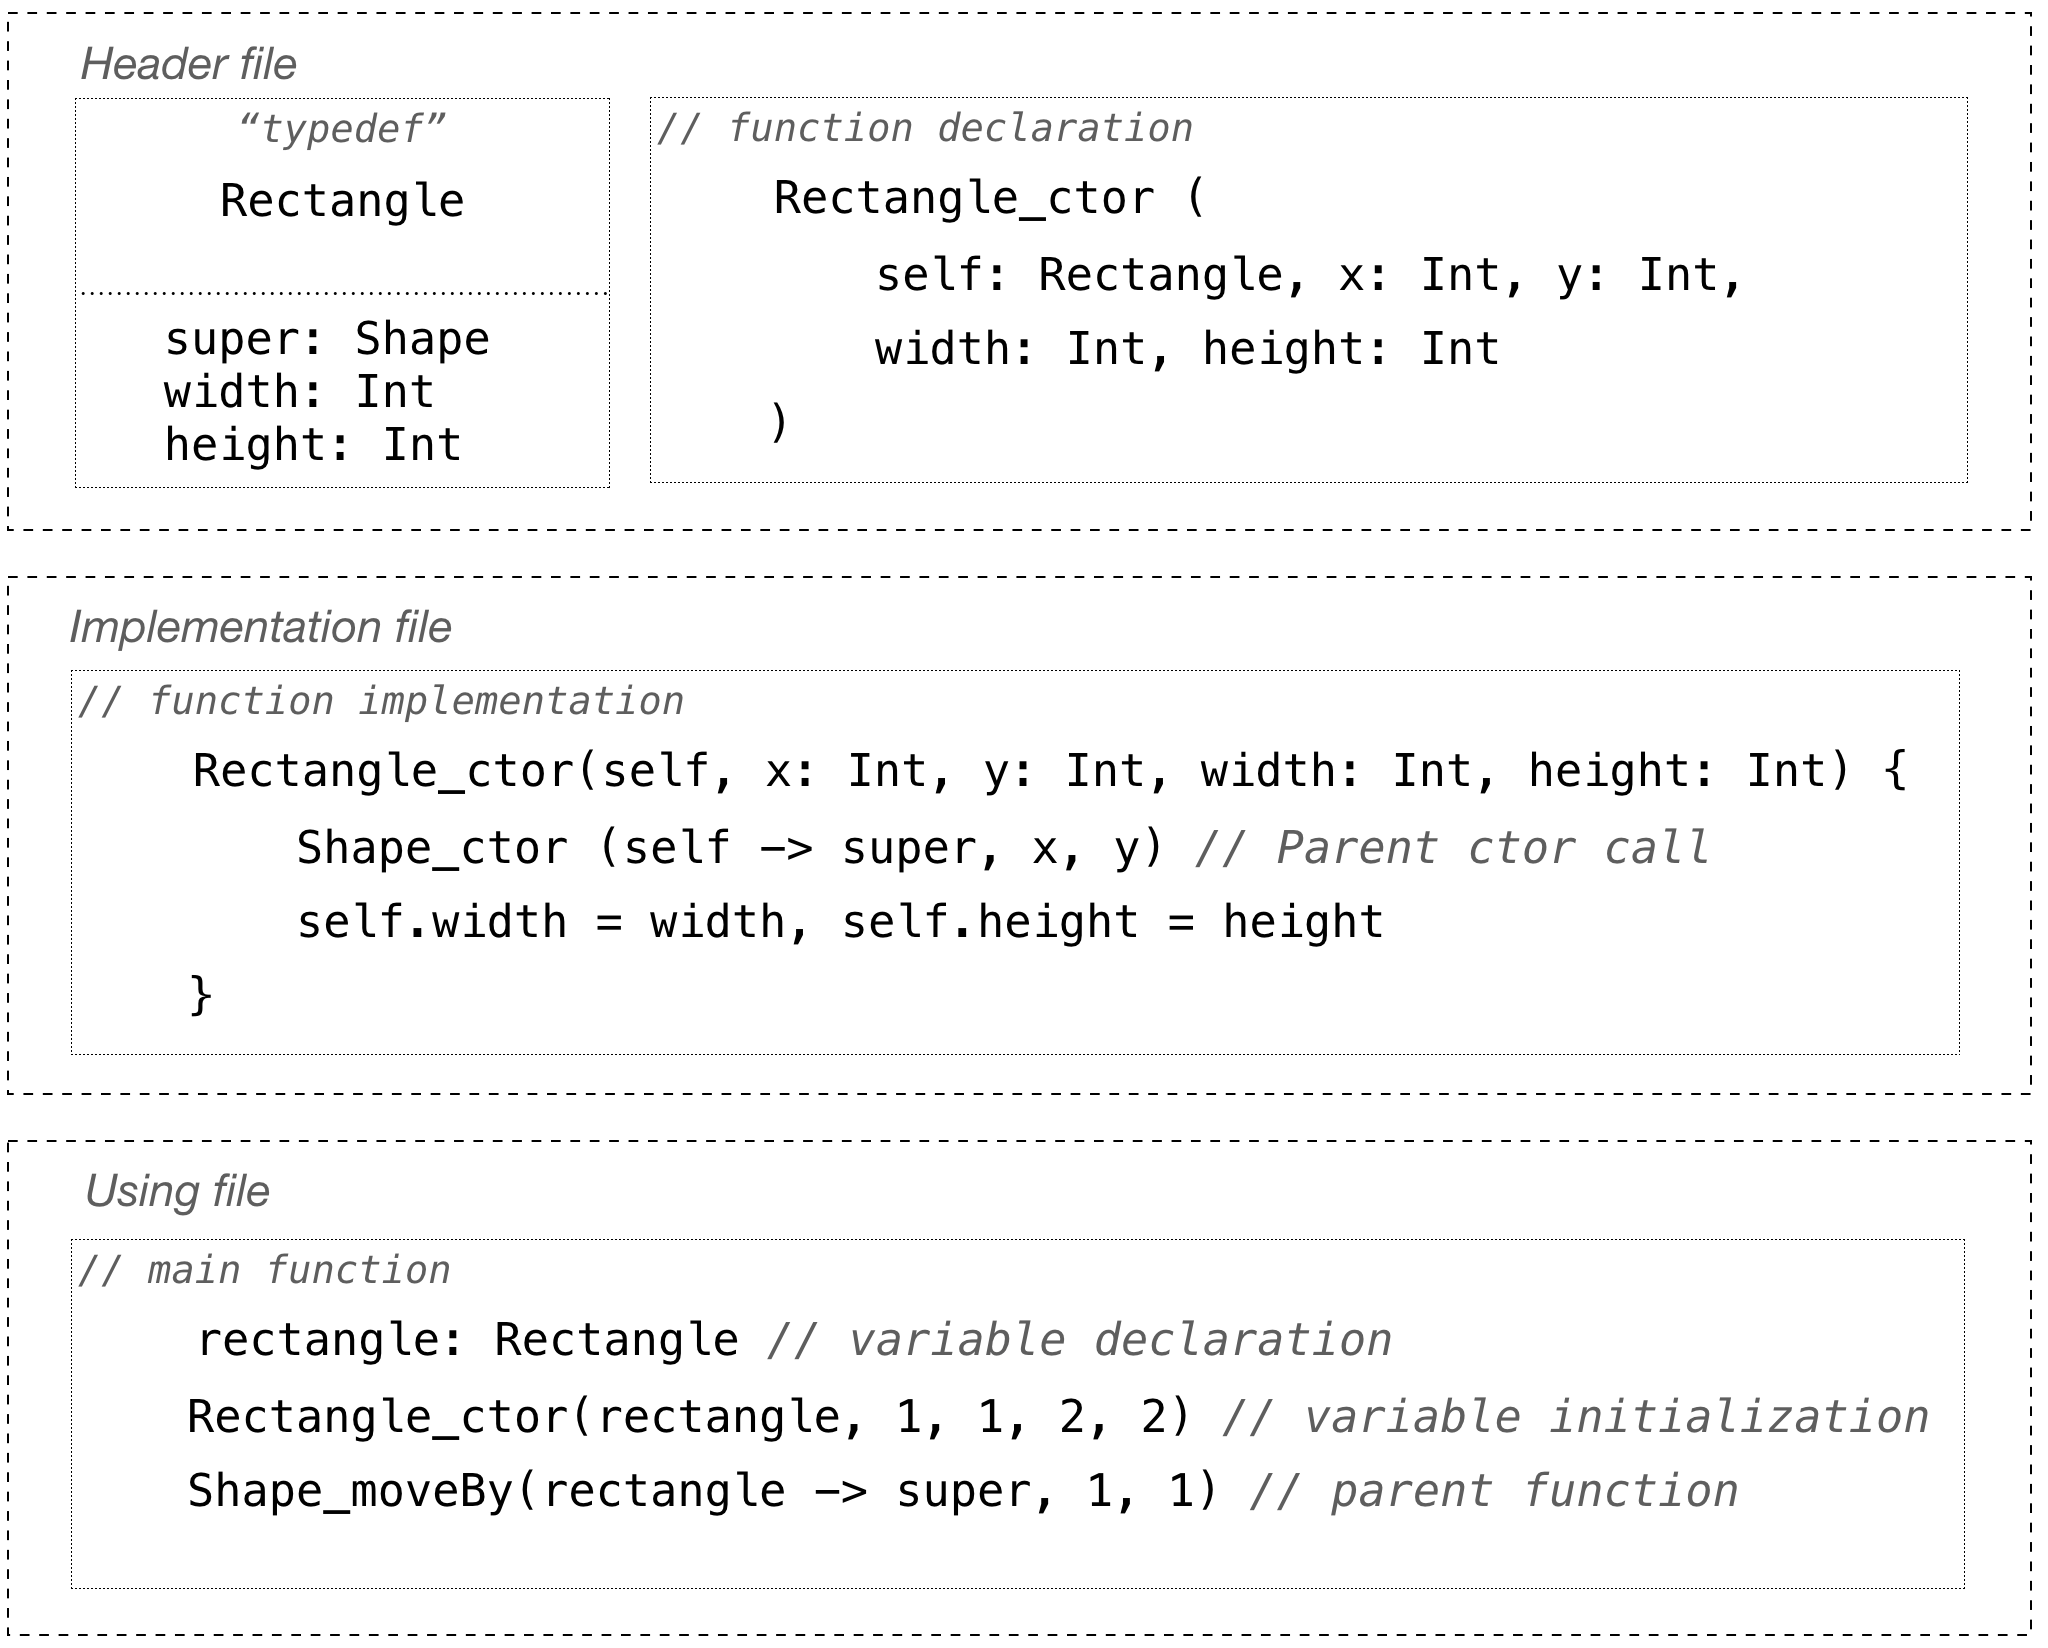 Header file
“typedef”
Rectangle
super: Shape
width: Int
height: Int
// function declaration
Rectangle_ctor (
self: Rectangle, x: Int, y: Int,
width: Int, height: Int
)
Implementation file
// function implementation
Rectangle_ctor(self, x: Int, y: Int, width: Int, height: Int) {
Shape_ctor (self −> super, x, y) // Parent ctor call
self.width = width, self.height = height
}
Using file
// main function
rectangle: Rectangle // variable declaration
Rectangle_ctor(rectangle, 1, 1, 2, 2) // variable initialization
Shape_moveBy(rectangle −> super, 1, 1) // parent function